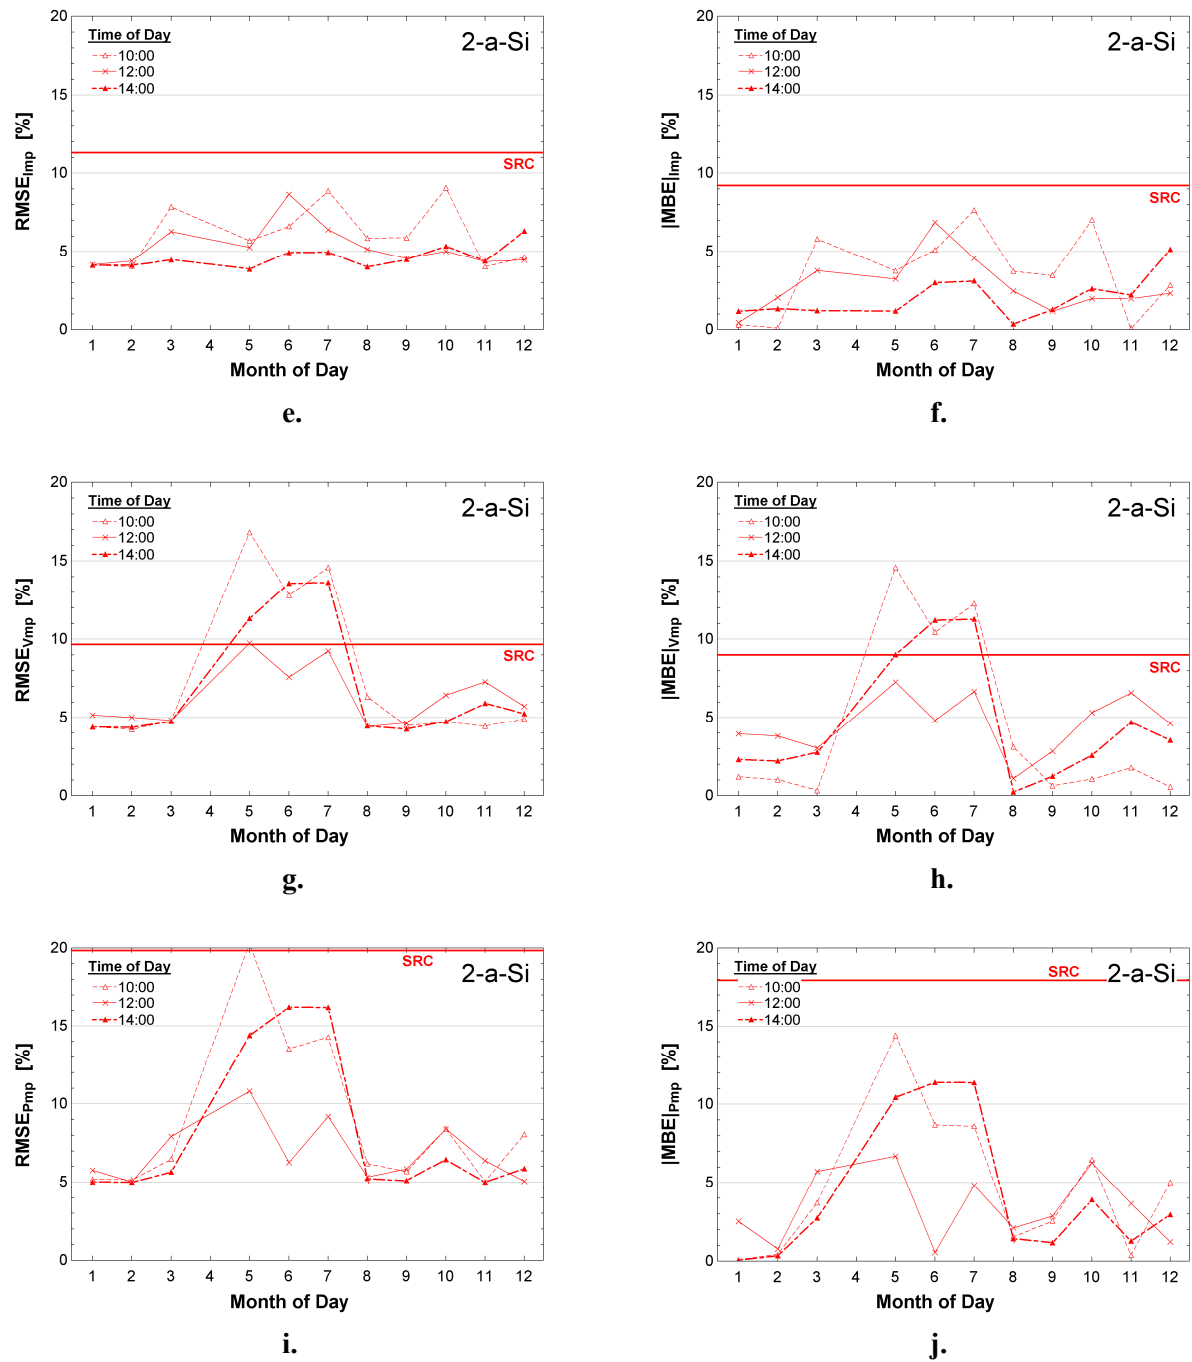 20
15
10
5
0
RMSE_Imp [%]
Time of Day
10:00
12:00
14:00
2-a-Si
SRC
1 2 3 4 5 6 7 8 9 10 11 12
Month of Day
e.
20
15
10
5
0
|MBE|_Imp [%]
Time of Day
10:00
12:00
14:00
2-a-Si
SRC
1 2 3 4 5 6 7 8 9 10 11 12
Month of Day
f.
20
15
10
5
0
RMSE_Vmp [%]
Time of Day
10:00
12:00
14:00
2-a-Si
SRC
1 2 3 4 5 6 7 8 9 10 11 12
Month of Day
g.
20
15
10
5
0
|MBE|_Vmp [%]
Time of Day
10:00
12:00
14:00
2-a-Si
SRC
1 2 3 4 5 6 7 8 9 10 11 12
Month of Day
h.
20
15
10
5
0
RMSE_Pmp [%]
Time of Day
10:00
12:00
14:00
SRC
2-a-Si
1 2 3 4 5 6 7 8 9 10 11 12
Month of Day
i.
20
15
10
5
0
|MBE|_Pmp [%]
Time of Day
10:00
12:00
14:00
SRC
2-a-Si
1 2 3 4 5 6 7 8 9 10 11 12
Month of Day
j.